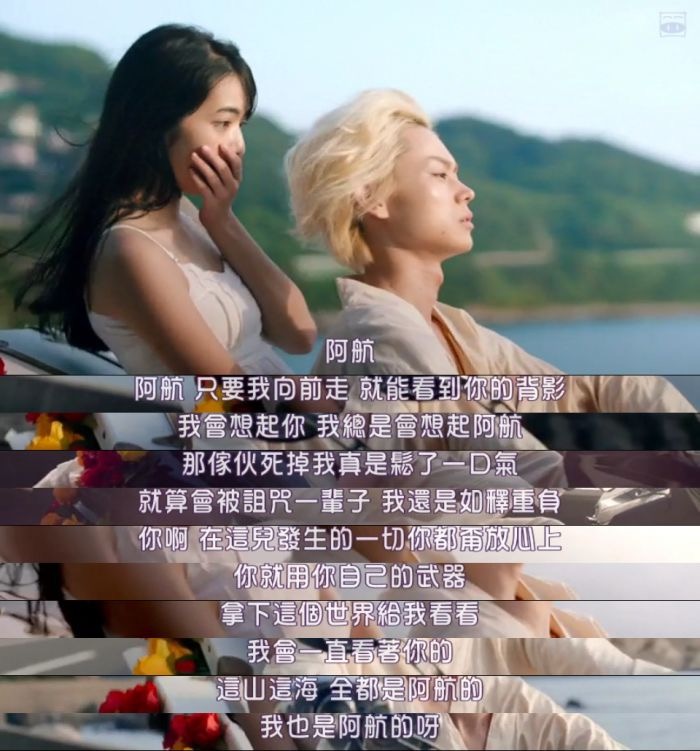 阿航
阿航 只要我向前走 就能看到你的背影
我會想起你 我總是會想起阿航
那傢伙死掉我真是鬆了一口氣
就算會被詛咒一輩子 我還是如釋重負
你啊 在這兒發生的一切你都甭放心上
你就用你自己的武器
拿下這個世界給我看看
我會一直看著你的
這山這海 全都是阿航的
我也是阿航的呀